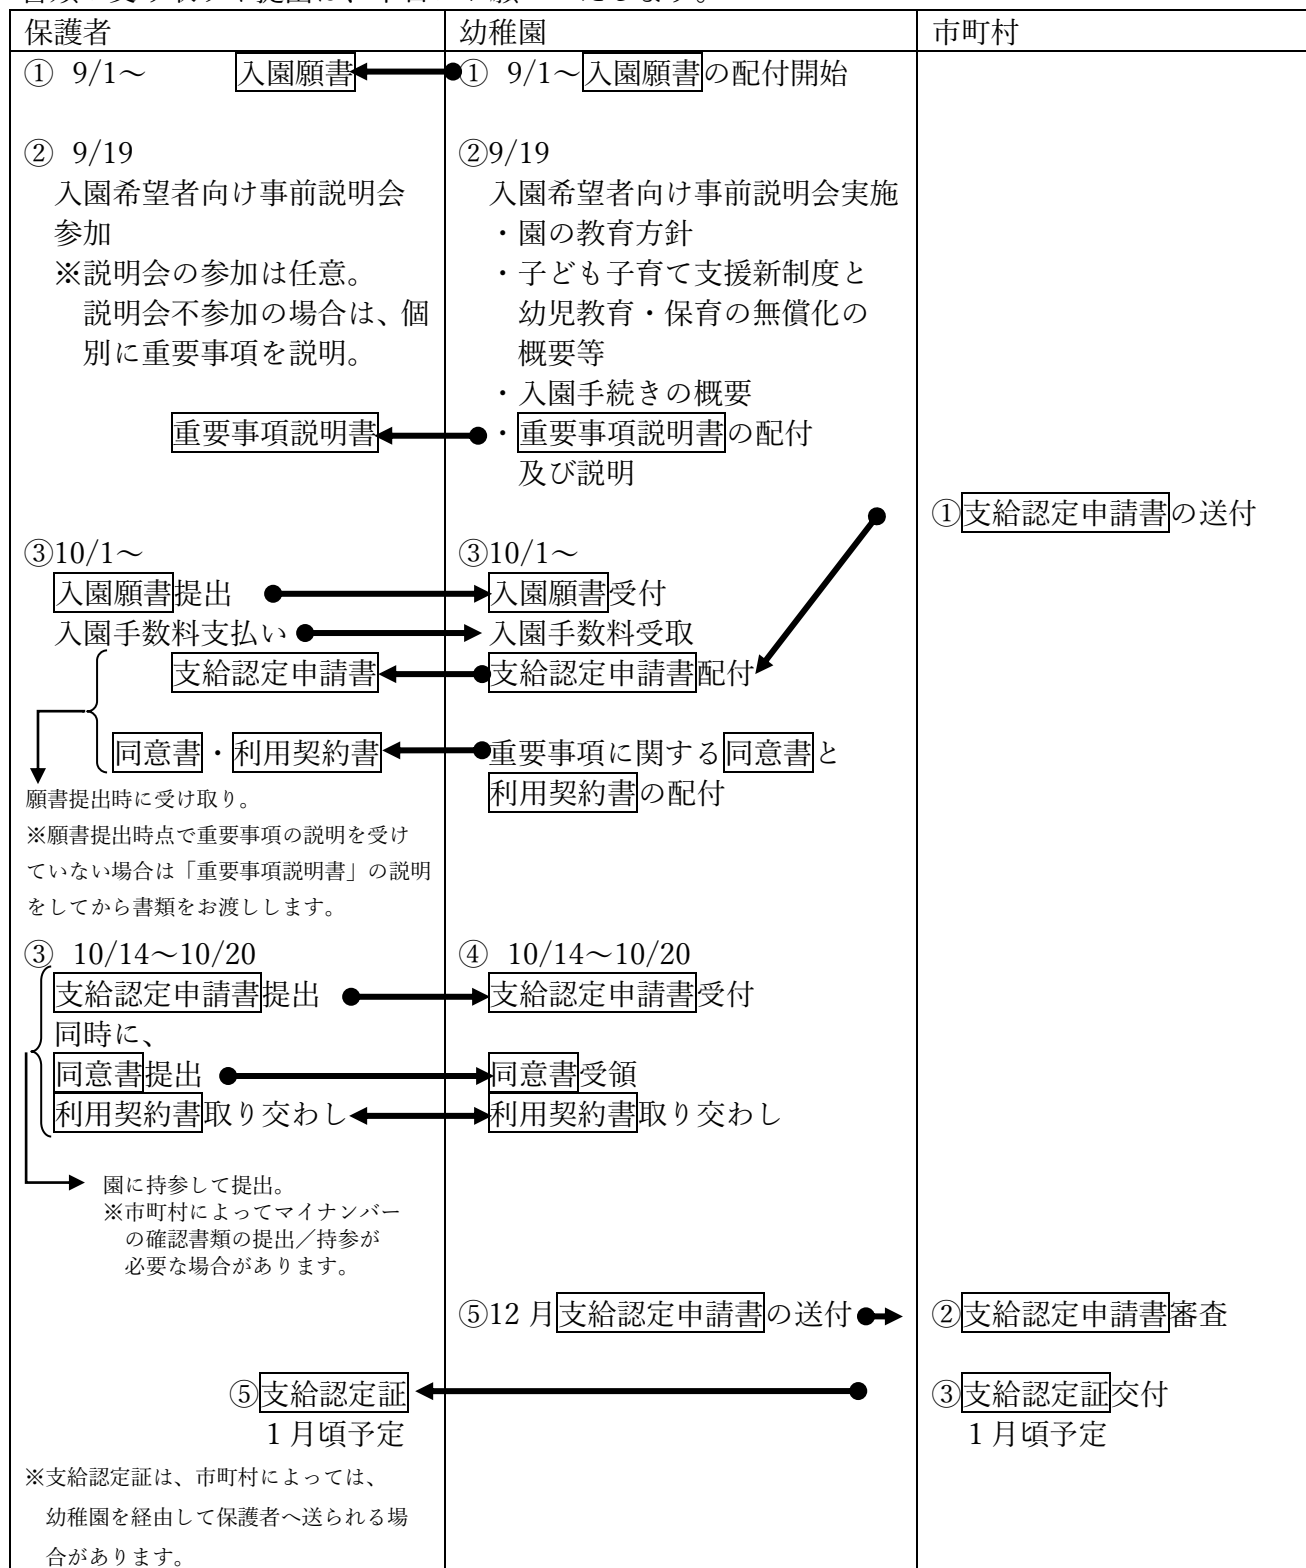 保護者
幼稚園
市町村
① 9/1～ 入園願書
① 9/1～入園願書の配付開始
② 9/19
入園希望者向け事前説明会
参加
※説明会の参加は任意。
説明会不参加の場合は、個
別に重要事項を説明。
重要事項説明書
②9/19
入園希望者向け事前説明会実施
・園の教育方針
・子ども子育て支援新制度と
幼児教育・保育の無償化の
概要等
・入園手続きの概要
・重要事項説明書の配付
及び説明
①支給認定申請書の送付
③10/1～
入園願書提出
入園手数料支払い
支給認定申請書
同意書・利用契約書
願書提出時に受け取り。
※願書提出時点で重要事項の説明を受け
ていない場合は「重要事項説明書」の説明
をしてから書類をお渡しします。
③10/1～
入園願書受付
入園手数料受取
支給認定申請書配付
重要事項に関する同意書と
利用契約書の配付
③ 10/14～10/20
支給認定申請書提出
同時に、
同意書提出
利用契約書取り交わし
園に持参して提出。
※市町村によってマイナンバー
の確認書類の提出／持参が
必要な場合があります。
④ 10/14～10/20
支給認定申請書受付
同意書受領
利用契約書取り交わし
⑤12 月支給認定申請書の送付
②支給認定申請書審査
⑤支給認定証
1 月頃予定
③支給認定証交付
1 月頃予定
※支給認定証は、市町村によっては、
幼稚園を経由して保護者へ送られる場
合があります。